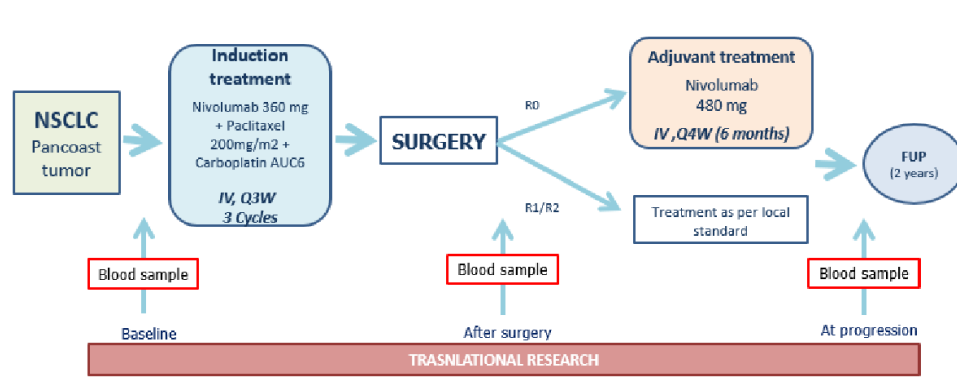 NSCLC
Pancoast
tumor
Induction
treatment
Nivolumab 360 mg
+ Paclitaxel
200mg/m2 +
Carboplatin AUC6
IV, Q3W
3 Cycles
SURGERY
R0
R1/R2
Adjuvant treatment
Nivolumab
480 mg
IV ,Q4W (6 months)
Treatment as per local
standard
FUP
(2 years)
Blood sample
Blood sample
Blood sample
Baseline
After surgery
At progression
TRASNLATIONAL RESEARCH